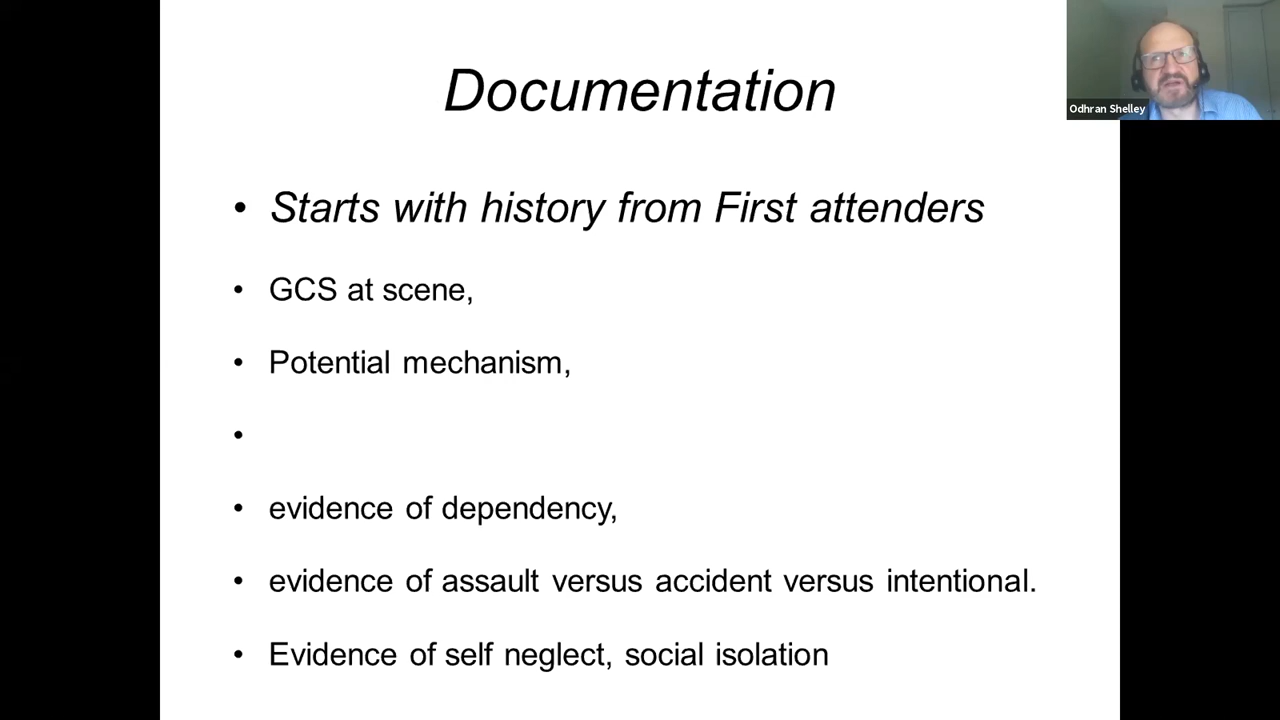 Documentation
Odhran Shelley
• Starts with history from First attenders
• GCS at scene,
• Potential mechanism,
•
• evidence of dependency,
• evidence of assault versus accident versus intentional.
• Evidence of self neglect, social isolation